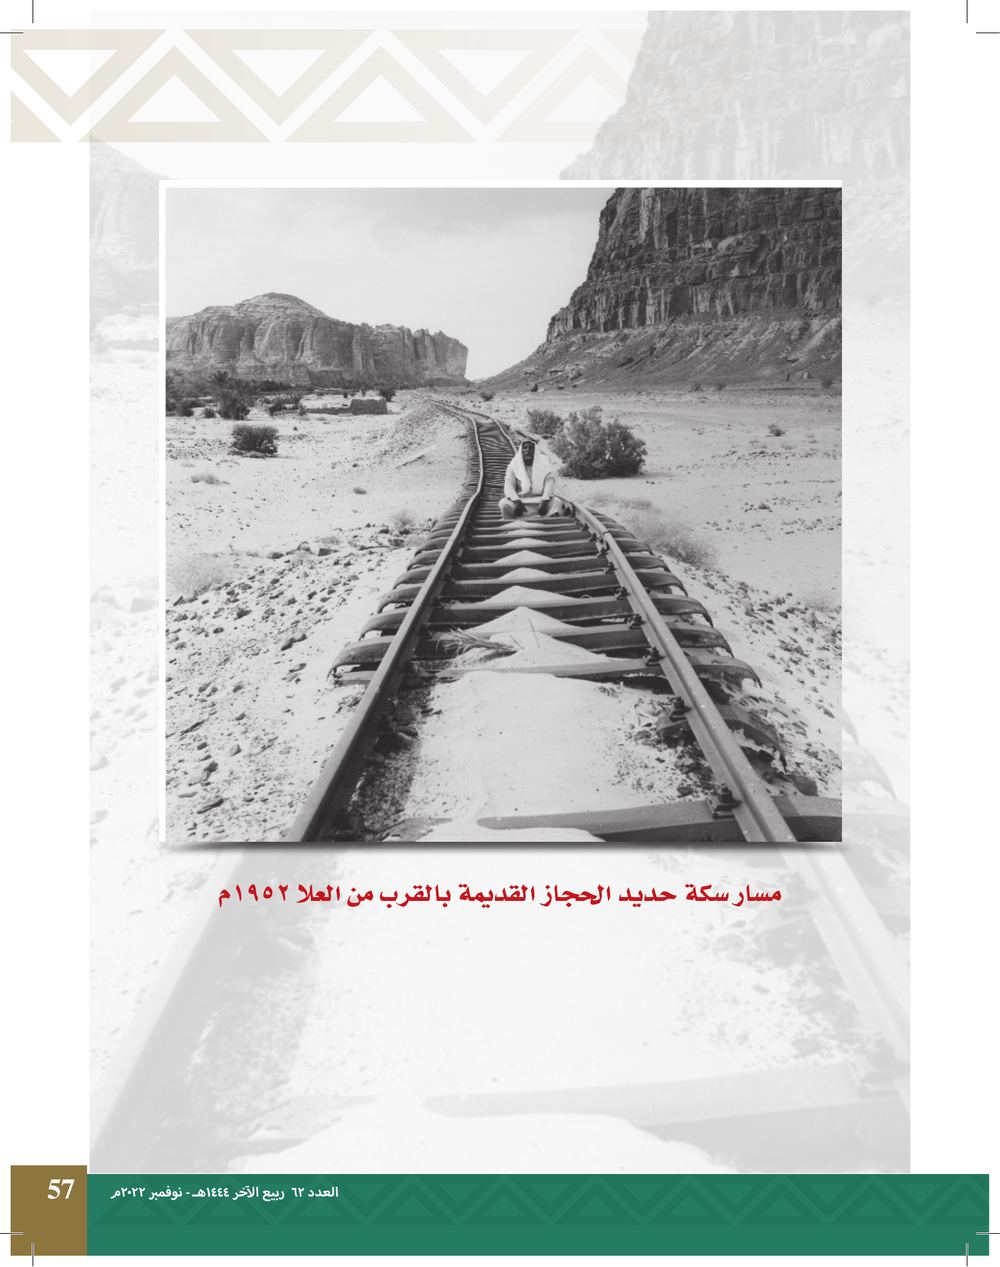 مسار سكة حديد الحجاز القديمة بالقرب من العلا ١٩٥٢م
57
العدد ٦٢ ربيع الآخر ١٤٤٤هـ - نوفمبر ٢٠٢٢م